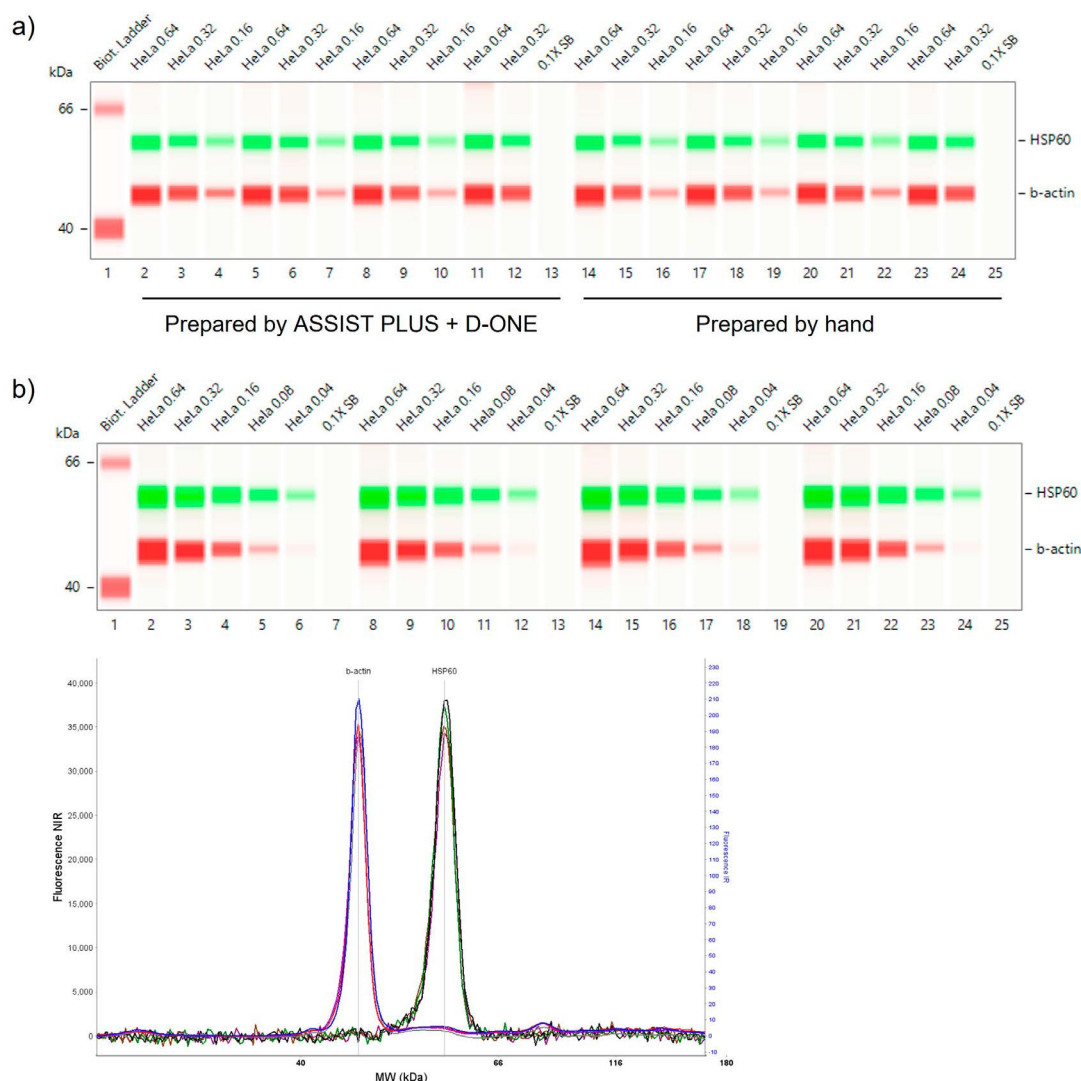 a)
Biot. Ladder HeLa 0.64 HeLa 0.32 HeLa 0.16 HeLa 0.64 HeLa 0.32 HeLa 0.16 HeLa 0.64 HeLa 0.32 HeLa 0.16 HeLa 0.64 HeLa 0.32 0.1X SB HeLa 0.64 HeLa 0.32 HeLa 0.16 HeLa 0.64 HeLa 0.32 HeLa 0.16 HeLa 0.64 HeLa 0.32 HeLa 0.16 HeLa 0.64 HeLa 0.32 0.1X SB
kDa
66
HSP60
b-actin
40
1 2 3 4 5 6 7 8 9 10 11 12 13 14 15 16 17 18 19 20 21 22 23 24 25
Prepared by ASSIST PLUS + D-ONE Prepared by hand
b)
Biot. Ladder HeLa 0.64 HeLa 0.32 HeLa 0.16 Hela 0.08 HeLa 0.04 0.1X SB HeLa 0.64 HeLa 0.32 HeLa 0.16 Hela 0.08 HeLa 0.04 0.1X SB HeLa 0.64 HeLa 0.32 HeLa 0.16 Hela 0.08 HeLa 0.04 0.1X SB HeLa 0.64 HeLa 0.32 HeLa 0.16 Hela 0.08 HeLa 0.04 0.1X SB
kDa
66
HSP60
b-actin
40
1 2 3 4 5 6 7 8 9 10 11 12 13 14 15 16 17 18 19 20 21 22 23 24 25
b-actin HSP60
40,000
35,000
30,000
25,000
20,000
15,000
10,000
5,000
0
Fluorescence NIR
230
220
210
200
190
180
170
160
150
140
130
120
110
100
90
80
70
60
50
40
30
20
10
0
-10
Fluorescence IR
40 66 116 180
MW (kDa)